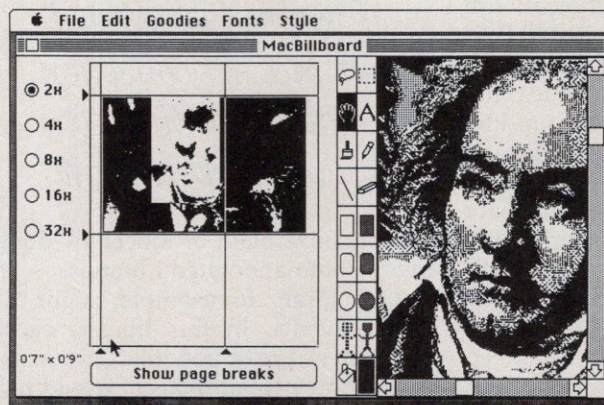 File Edit Goodies Fonts Style
MacBillboard
2x
4x
8x
16x
32x
A
0'7" x 0'9"
Show page breaks